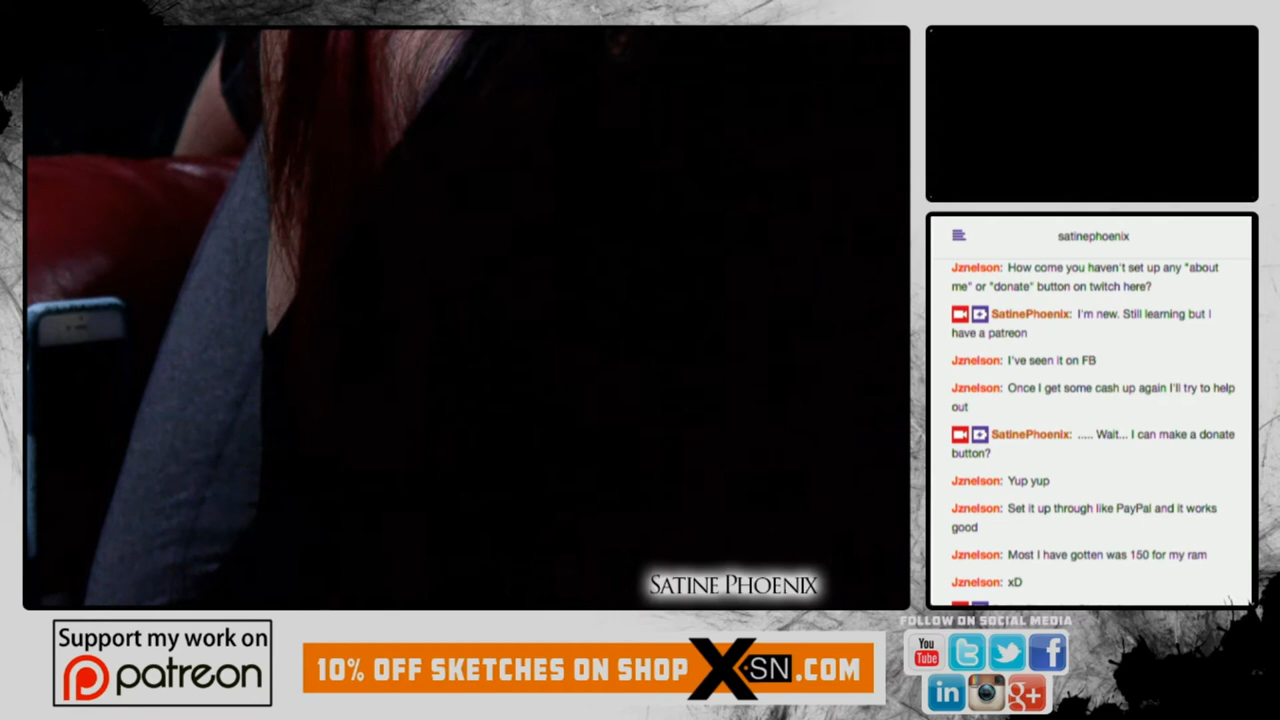 SATINE PHOENIX
satinephoenix
Jznelson: How come you haven't set up any "about
me" or "donate" button on twitch here?
SatinePhoenix: I'm new. Still learning but I
have a patreon
Jznelson: I've seen it on FB
Jznelson: Once I get some cash up again I'll try to help
out
SatinePhoenix: ..... Wait... I can make a donate
button?
Jznelson: Yup yup
Jznelson: Set it up through like PayPal and it works
good
Jznelson: Most I have gotten was 150 for my ram
Jznelson: xD
Support my work on
patreon
10% OFF SKETCHES ON SHOP X-SN.COM
FOLLOW ON SOCIAL MEDIA
You
Tube
f
in
g+